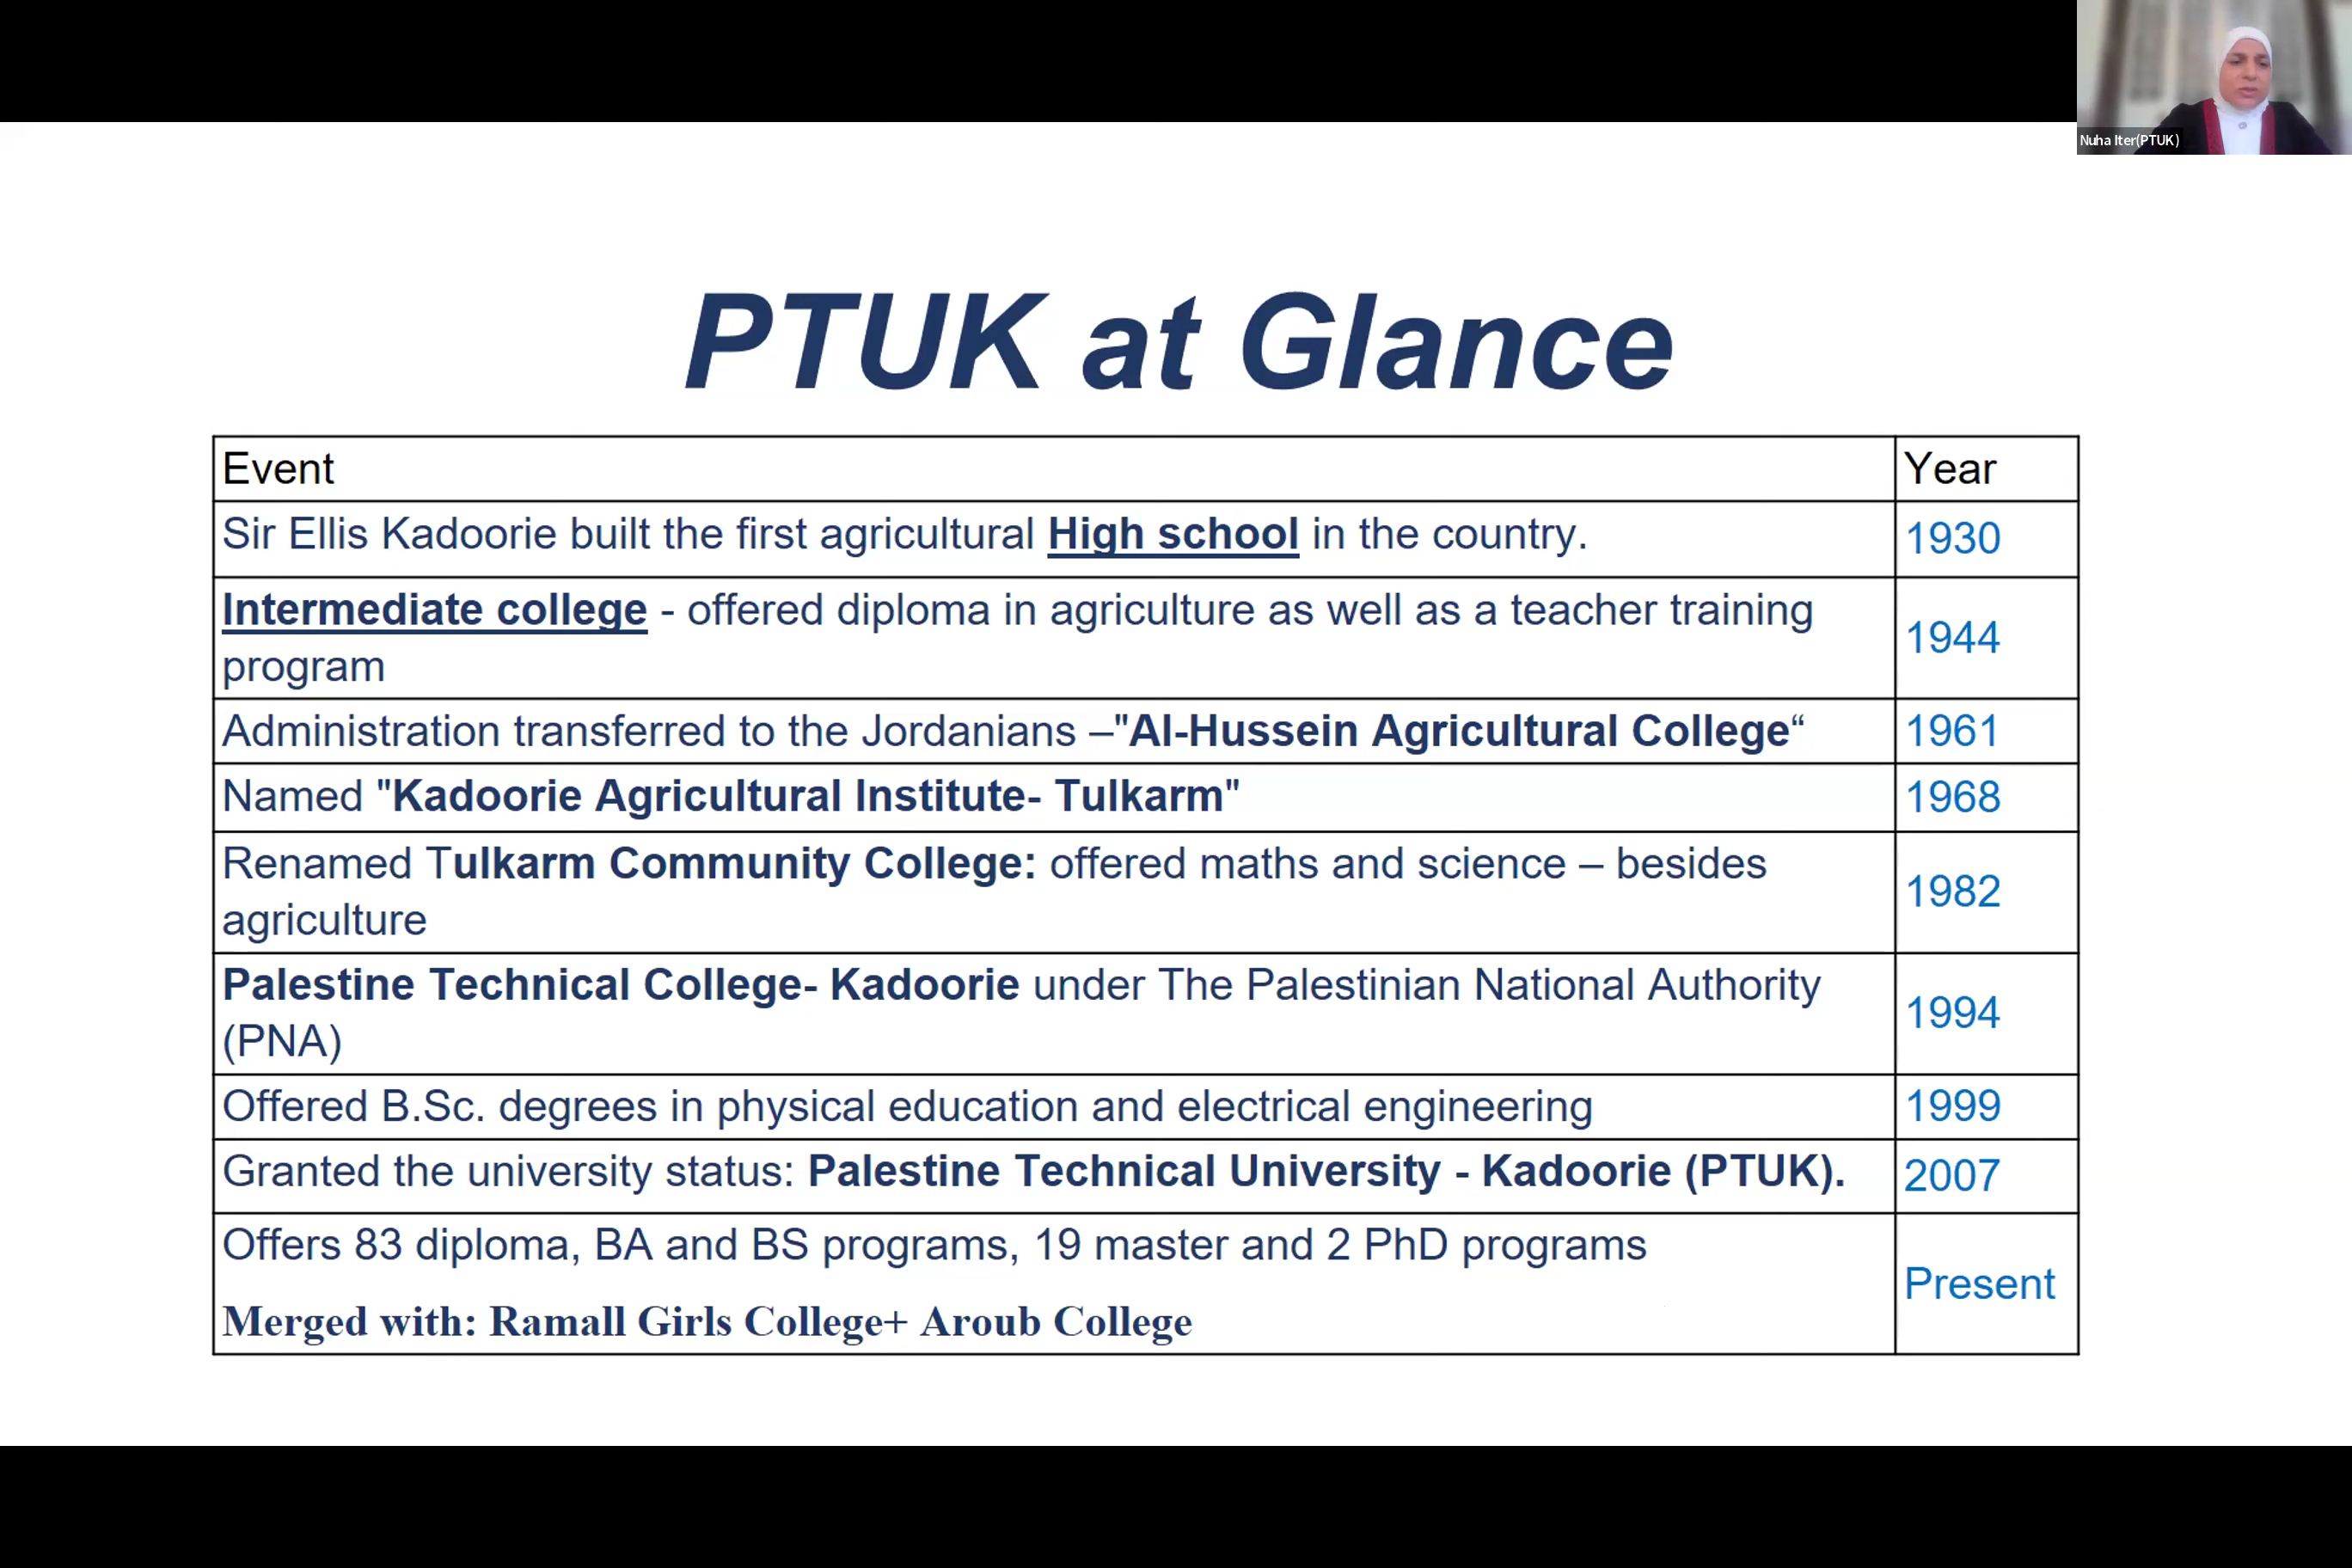 Nuha Iter(PTUK)
PTUK at Glance
Event Year
Sir Ellis Kadoorie built the first agricultural High school in the country. 1930
Intermediate college - offered diploma in agriculture as well as a teacher training
program
1944
Administration transferred to the Jordanians –"Al-Hussein Agricultural College“ 1961
Named "Kadoorie Agricultural Institute- Tulkarm" 1968
Renamed Tulkarm Community College: offered maths and science – besides
agriculture
1982
Palestine Technical College- Kadoorie under The Palestinian National Authority
(PNA)
1994
Offered B.Sc. degrees in physical education and electrical engineering 1999
Granted the university status: Palestine Technical University - Kadoorie (PTUK). 2007
Offers 83 diploma, BA and BS programs, 19 master and 2 PhD programs
Merged with: Ramall Girls College+ Aroub College
Present